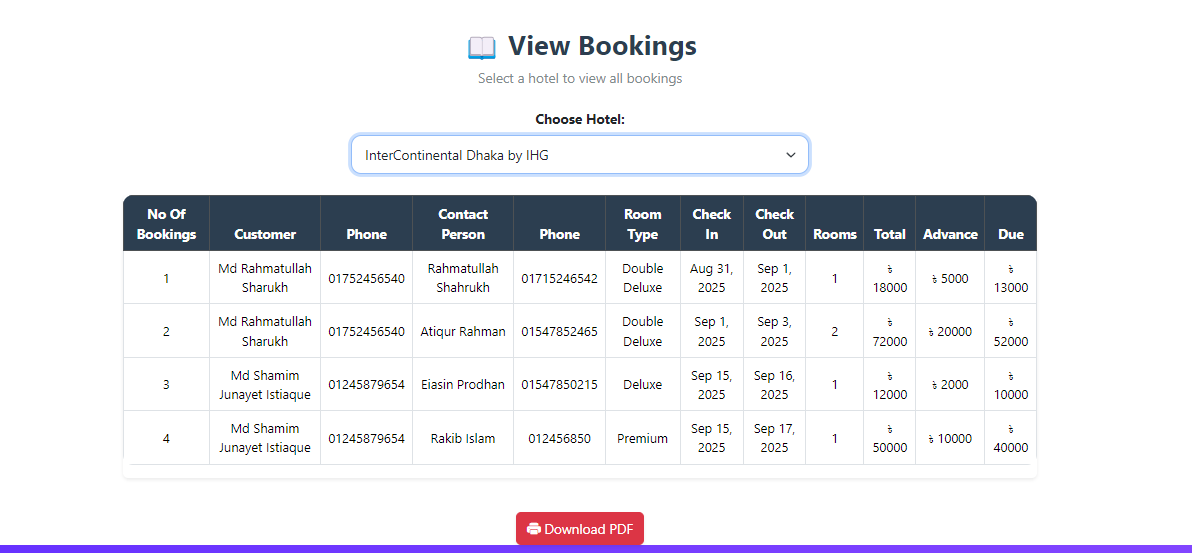 View Bookings
Select a hotel to view all bookings
Choose Hotel:
InterContinental Dhaka by IHG
No Of Bookings Customer Phone Contact Person Phone Room Type Check In Check Out Rooms Total Advance Due
1 Md Rahmatullah Sharukh 01752456540 Rahmatullah Shahrukh 01715246542 Double Deluxe Aug 31, 2025 Sep 1, 2025 1 ৳ 18000 ৳ 5000 ৳ 13000
2 Md Rahmatullah Sharukh 01752456540 Atiqur Rahman 01547852465 Double Deluxe Sep 1, 2025 Sep 3, 2025 2 ৳ 72000 ৳ 20000 ৳ 52000
3 Md Shamim Junayet Istiaque 01245879654 Eiasin Prodhan 01547850215 Deluxe Sep 15, 2025 Sep 16, 2025 1 ৳ 12000 ৳ 2000 ৳ 10000
4 Md Shamim Junayet Istiaque 01245879654 Rakib Islam 012456850 Premium Sep 15, 2025 Sep 17, 2025 1 ৳ 50000 ৳ 10000 ৳ 40000
Download PDF